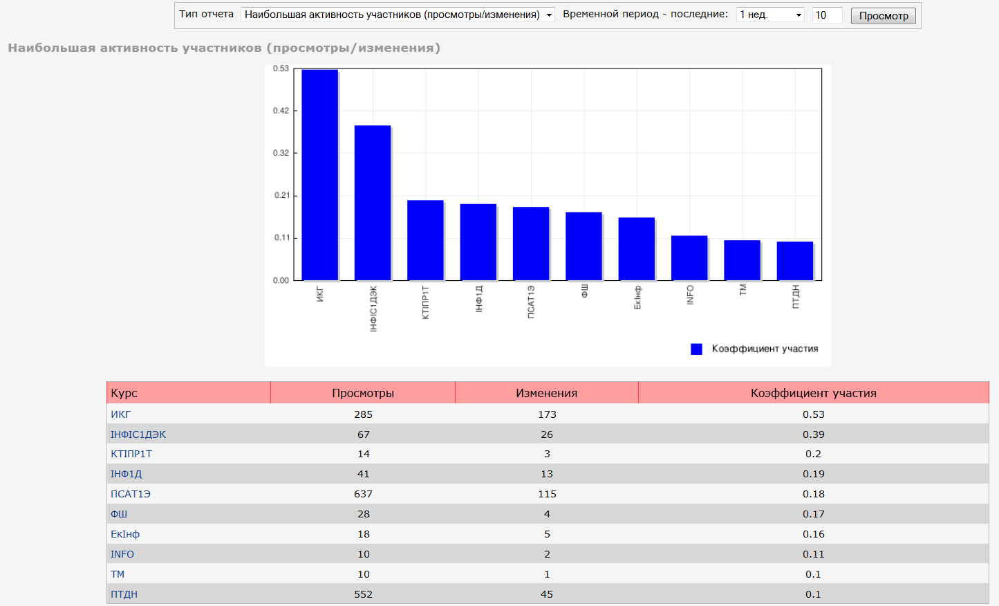 Тип отчета Наибольшая активность участников (просмотры/изменения) Временной период - последние: 1 нед. 10 Просмотр
Наибольшая активность участников (просмотры/изменения)
0.53
0.42
0.32
0.21
0.11
0.00
ИКГ
ІНФІС1ДЭК
КТІПР1Т
ІНФ1Д
ПСАТ1Э
ФШ
ЕкІнф
INFO
ТМ
ПТДН
Коэффициент участия
Курс Просмотры Изменения Коэффициент участия
ИКГ 285 173 0.53
ІНФІС1ДЭК 67 26 0.39
КТІПР1Т 14 3 0.2
ІНФ1Д 41 13 0.19
ПСАТ1Э 637 115 0.18
ФШ 28 4 0.17
ЕкІнф 18 5 0.16
INFO 10 2 0.11
ТМ 10 1 0.1
ПТДН 552 45 0.1